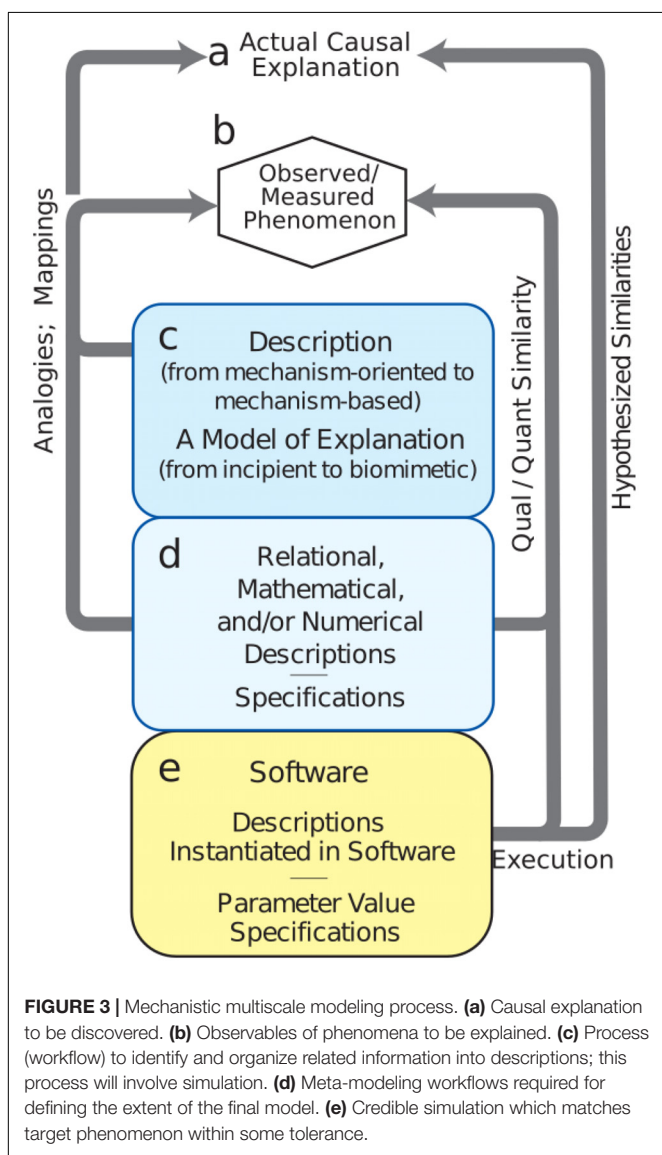 a Actual Causal
Explanation
b
Observed/
Measured
Phenomenon
Analogies; Mappings
Qual / Quant Similarity
Hypothesized Similarities
c Description
(from mechanism-oriented to
mechanism-based)
A Model of Explanation
(from incipient to biomimetic)
d Relational,
Mathematical,
and/or Numerical
Descriptions
Specifications
e Software
Descriptions
Instantiated in Software
Parameter Value
Specifications
Execution
FIGURE 3 | Mechanistic multiscale modeling process. (a) Causal explanation
to be discovered. (b) Observables of phenomena to be explained. (c) Process
(workflow) to identify and organize related information into descriptions; this
process will involve simulation. (d) Meta-modeling workflows required for
defining the extent of the final model. (e) Credible simulation which matches
target phenomenon within some tolerance.